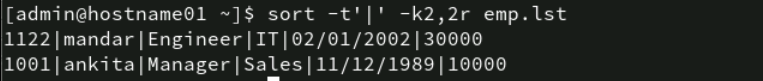 [admin@hostname01 ~]$ sort -t'|' -k2,2r emp.lst
1122|mandar|Engineer|IT|02/01/2002|30000
1001|ankita|Manager|Sales|11/12/1989|10000